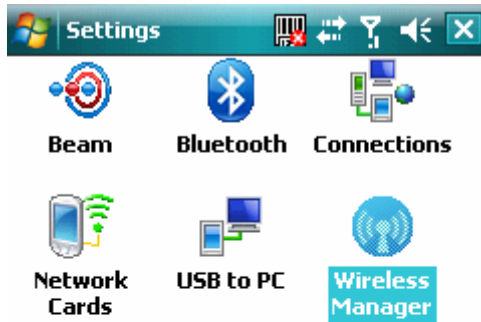 Settings
Beam
Bluetooth
Connections
Network
Cards
USB to PC
Wireless
Manager